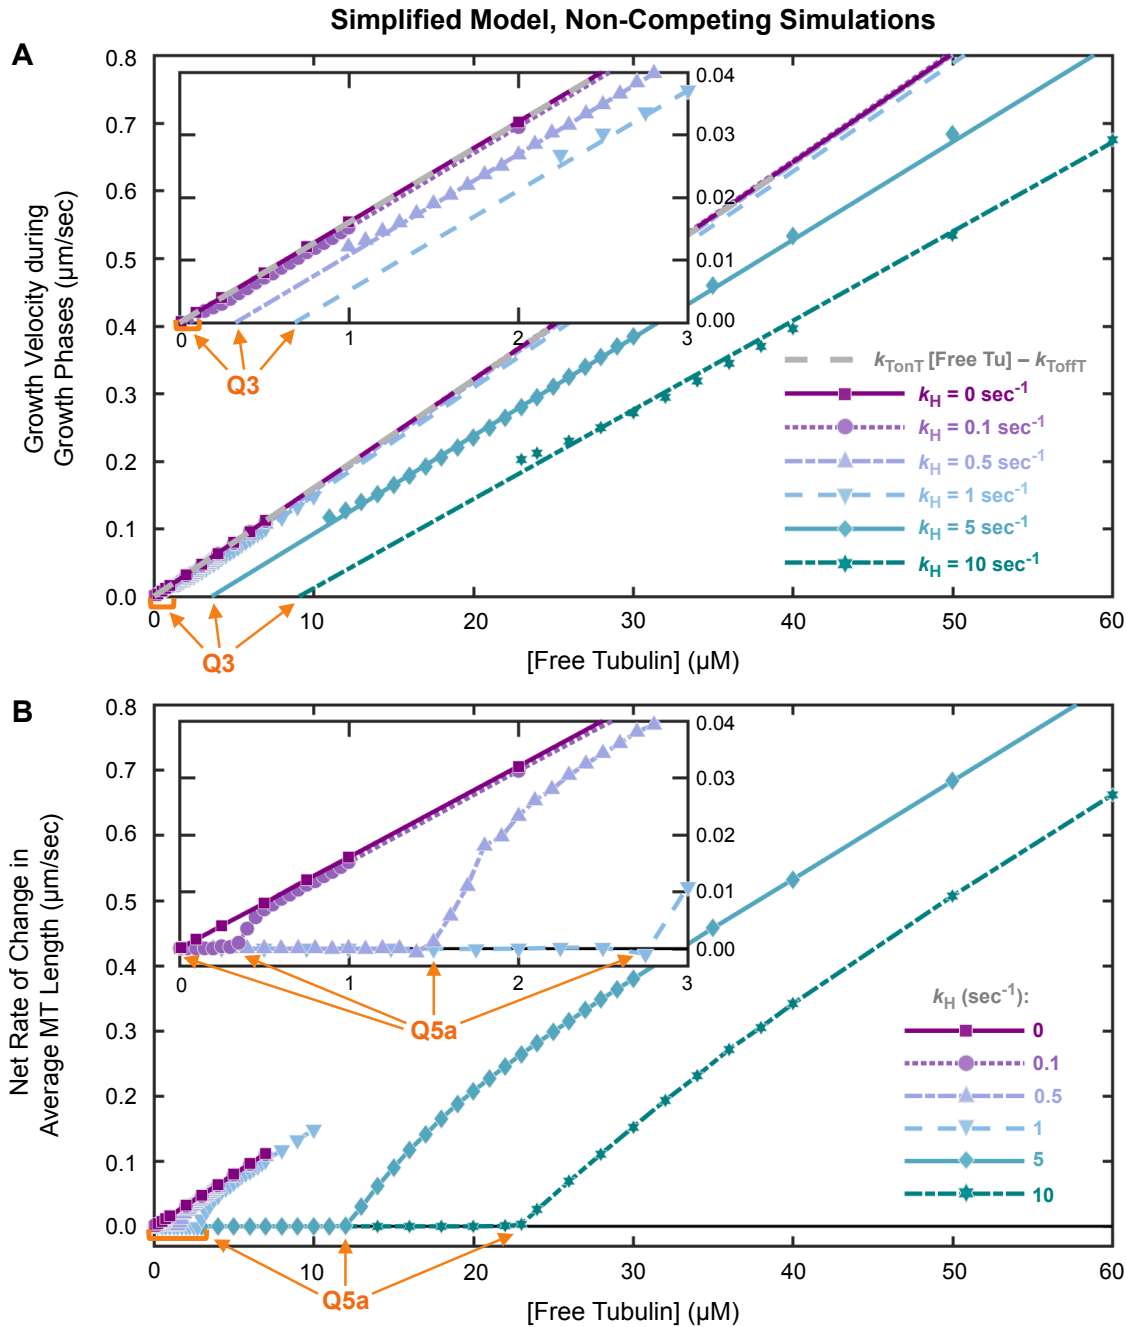 Simplified Model, Non-Competing Simulations
A
Growth Velocity during
Growth Phases (μm/sec)
0.8
0.7
0.6
0.5
0.4
0.3
0.2
0.1
0.0
0.04
0.03
0.02
0.01
0.00
0
1
2
3
Q3
kTonT [Free Tu] – kToffT
kH = 0 sec-1
kH = 0.1 sec-1
kH = 0.5 sec-1
kH = 1 sec-1
kH = 5 sec-1
kH = 10 sec-1
0
10
20
30
40
50
60
Q3
[Free Tubulin] (μM)
B
Net Rate of Change in
Average MT Length (μm/sec)
0.8
0.7
0.6
0.5
0.4
0.3
0.2
0.1
0.0
0.04
0.03
0.02
0.01
0.00
0
1
2
3
Q5a
kH (sec-1):
0
0.1
0.5
1
5
10
0
10
20
30
40
50
60
Q5a
[Free Tubulin] (μM)